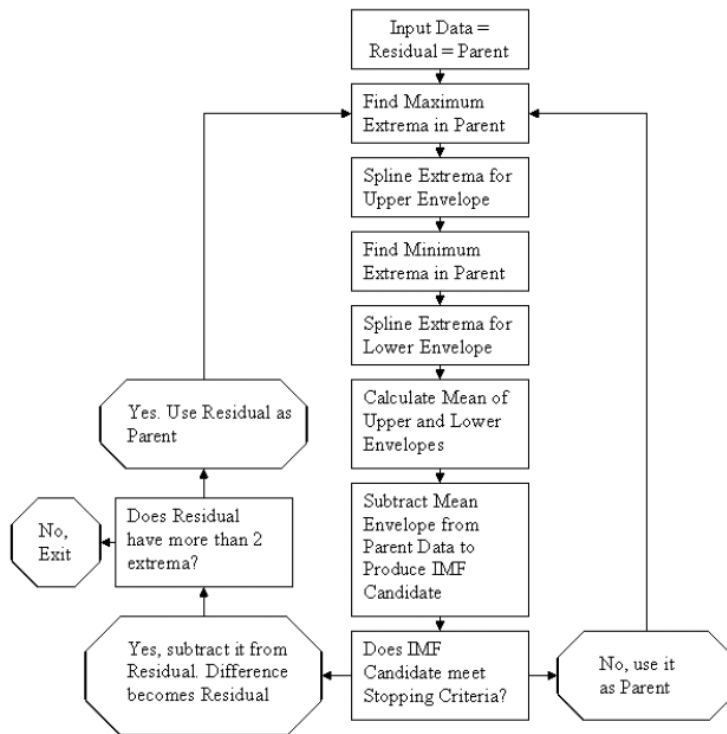 Input Data =
Residual = Parent
Find Maximum
Extrema in Parent
Spline Extrema for
Upper Envelope
Find Minimum
Extrema in Parent
Spline Extrema for
Lower Envelope
Calculate Mean of
Upper and Lower
Envelopes
Subtract Mean
Envelope from
Parent Data to
Produce IMF
Candidate
Does IMF
Candidate meet
Stopping Criteria?
No, use it
as Parent
Yes, subtract it from
Residual. Difference
becomes Residual
Does Residual
have more than 2
extrema?
No,
Exit
Yes. Use Residual as
Parent